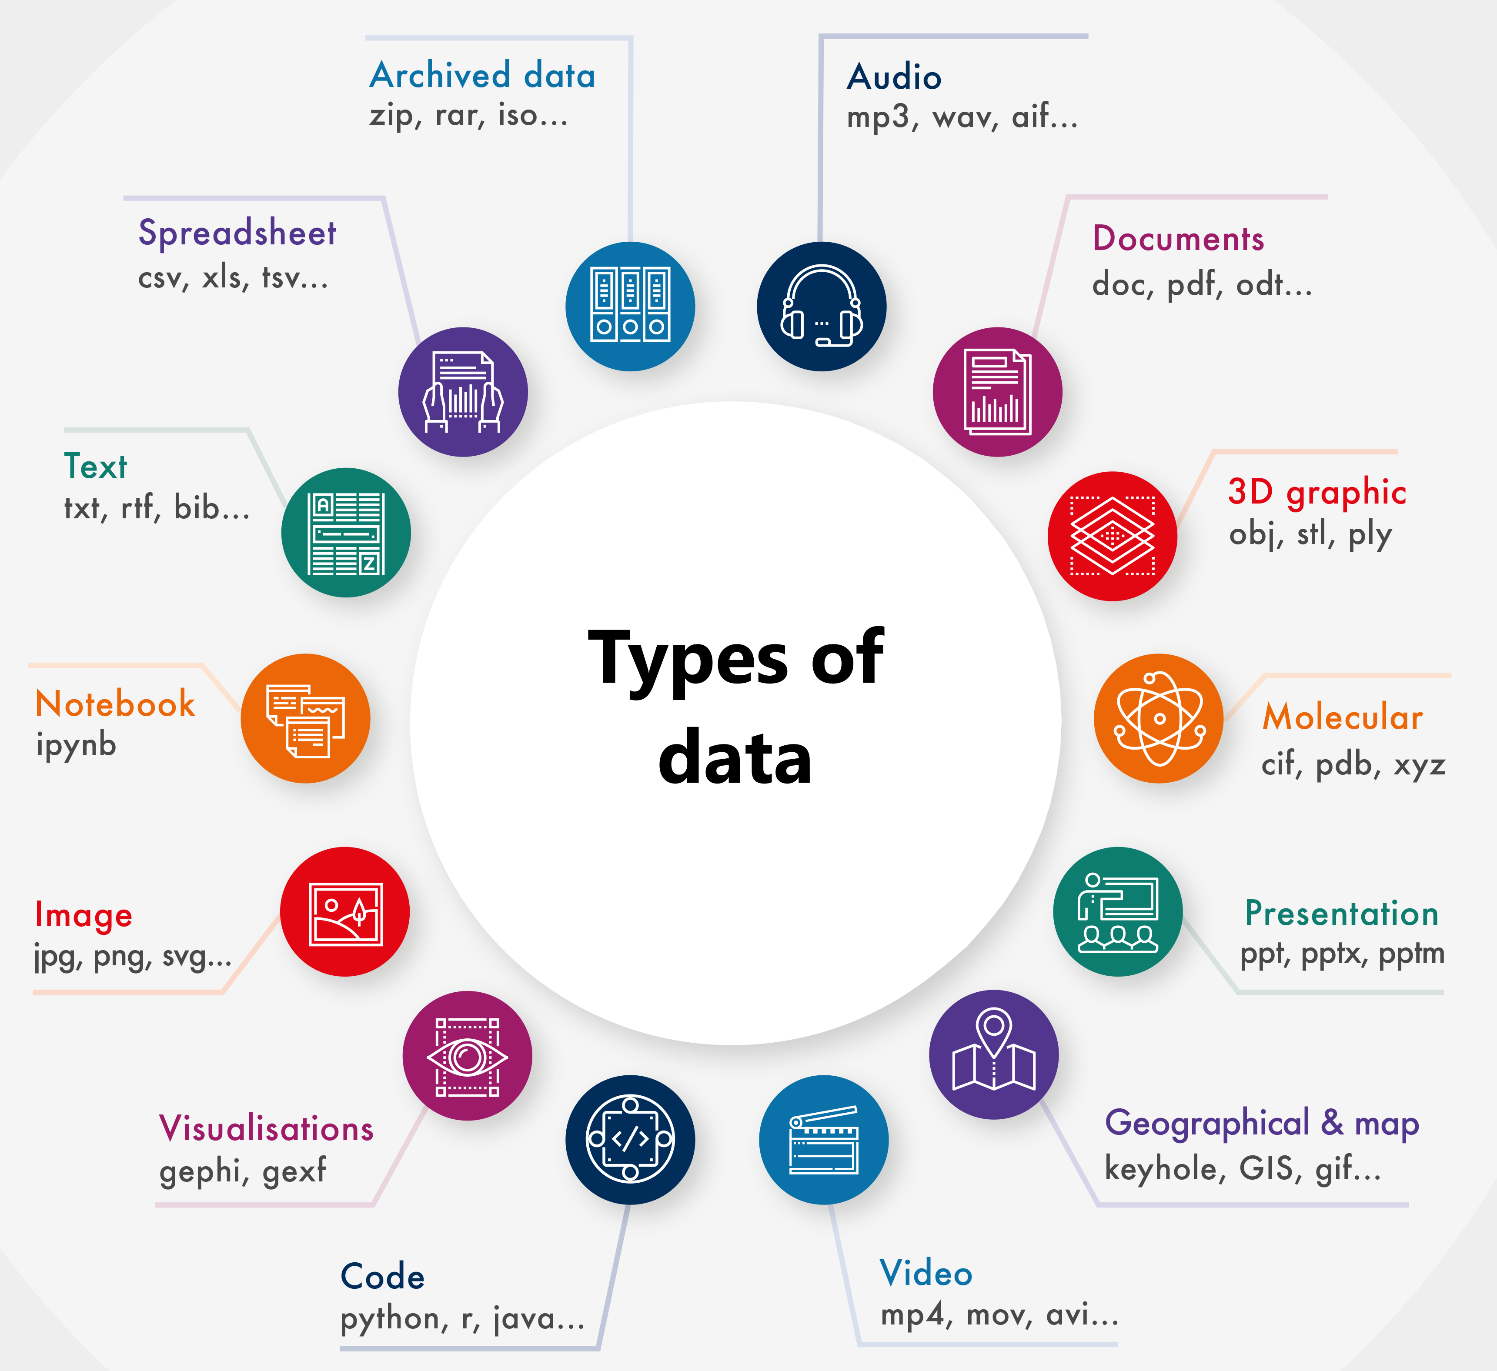 Archived data
zip, rar, iso...
Audio
mp3, wav, aif...
Spreadsheet
csv, xls, tsv...
Documents
doc, pdf, odt...
Text
txt, rtf, bib...
3D graphic
obj, stl, ply
A
Z
Types of
data
Notebook
ipynb
Molecular
cif, pdb, xyz
Image
jpg, png, svg...
Presentation
ppt, pptx, pptm
Visualisations
gephi, gexf
Geographical & map
keyhole, GIS, gif...
</>
Code
python, r, java...
Video
mp4, mov, avi...